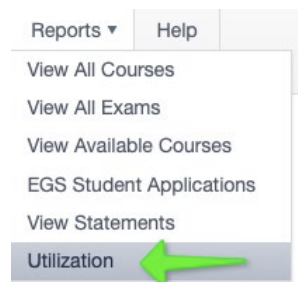 Reports ▾ Help
View All Courses
View All Exams
View Available Courses
EGS Student Applications
View Statements
Utilization